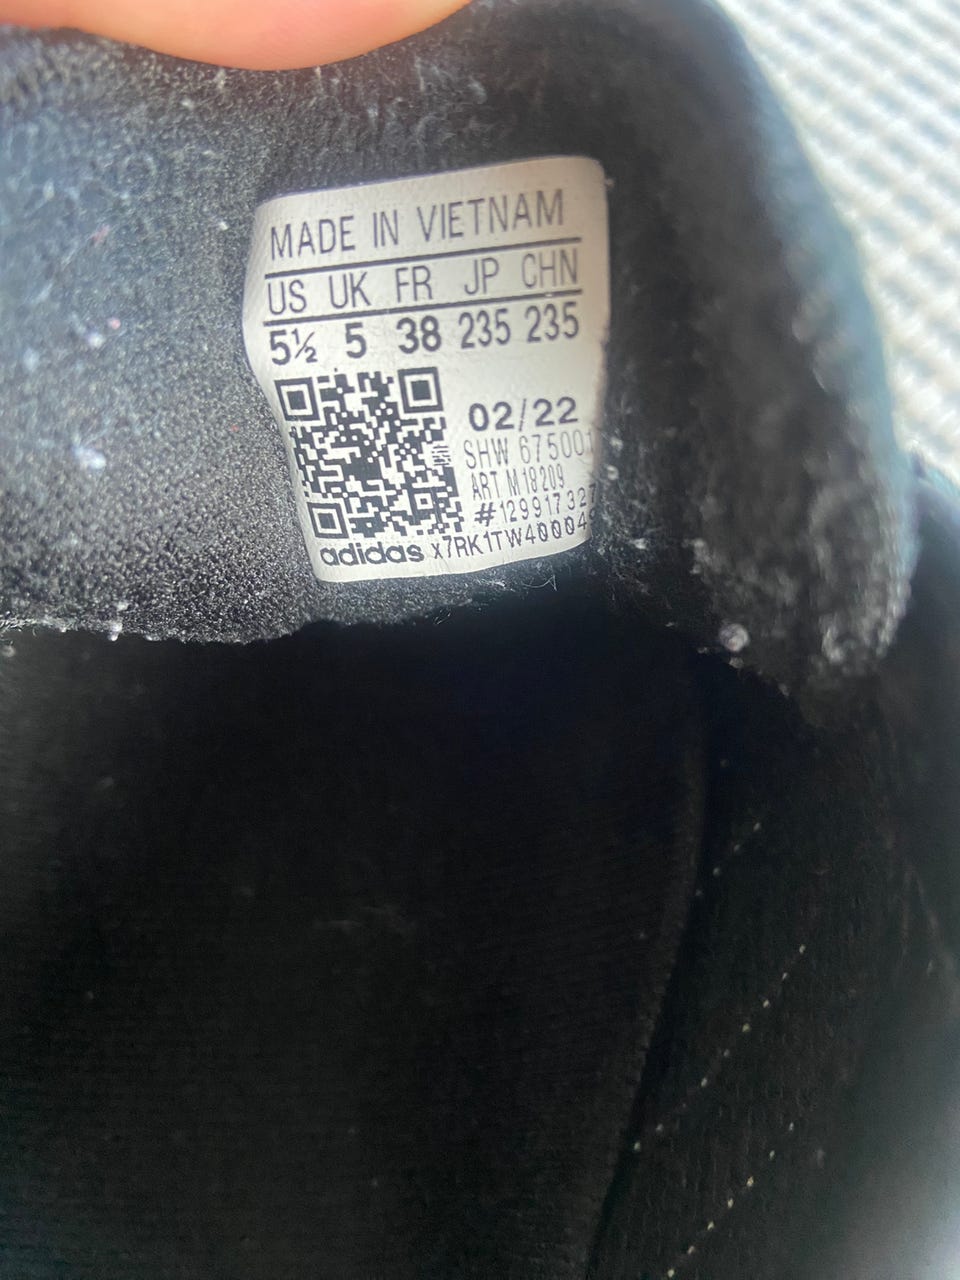 MADE IN VIETNAM
US UK FR JP CHN
5½ 5 38 235 235
02/22
SHW 675001
ART M18209
#129917327
adidas X7RK1TW40004